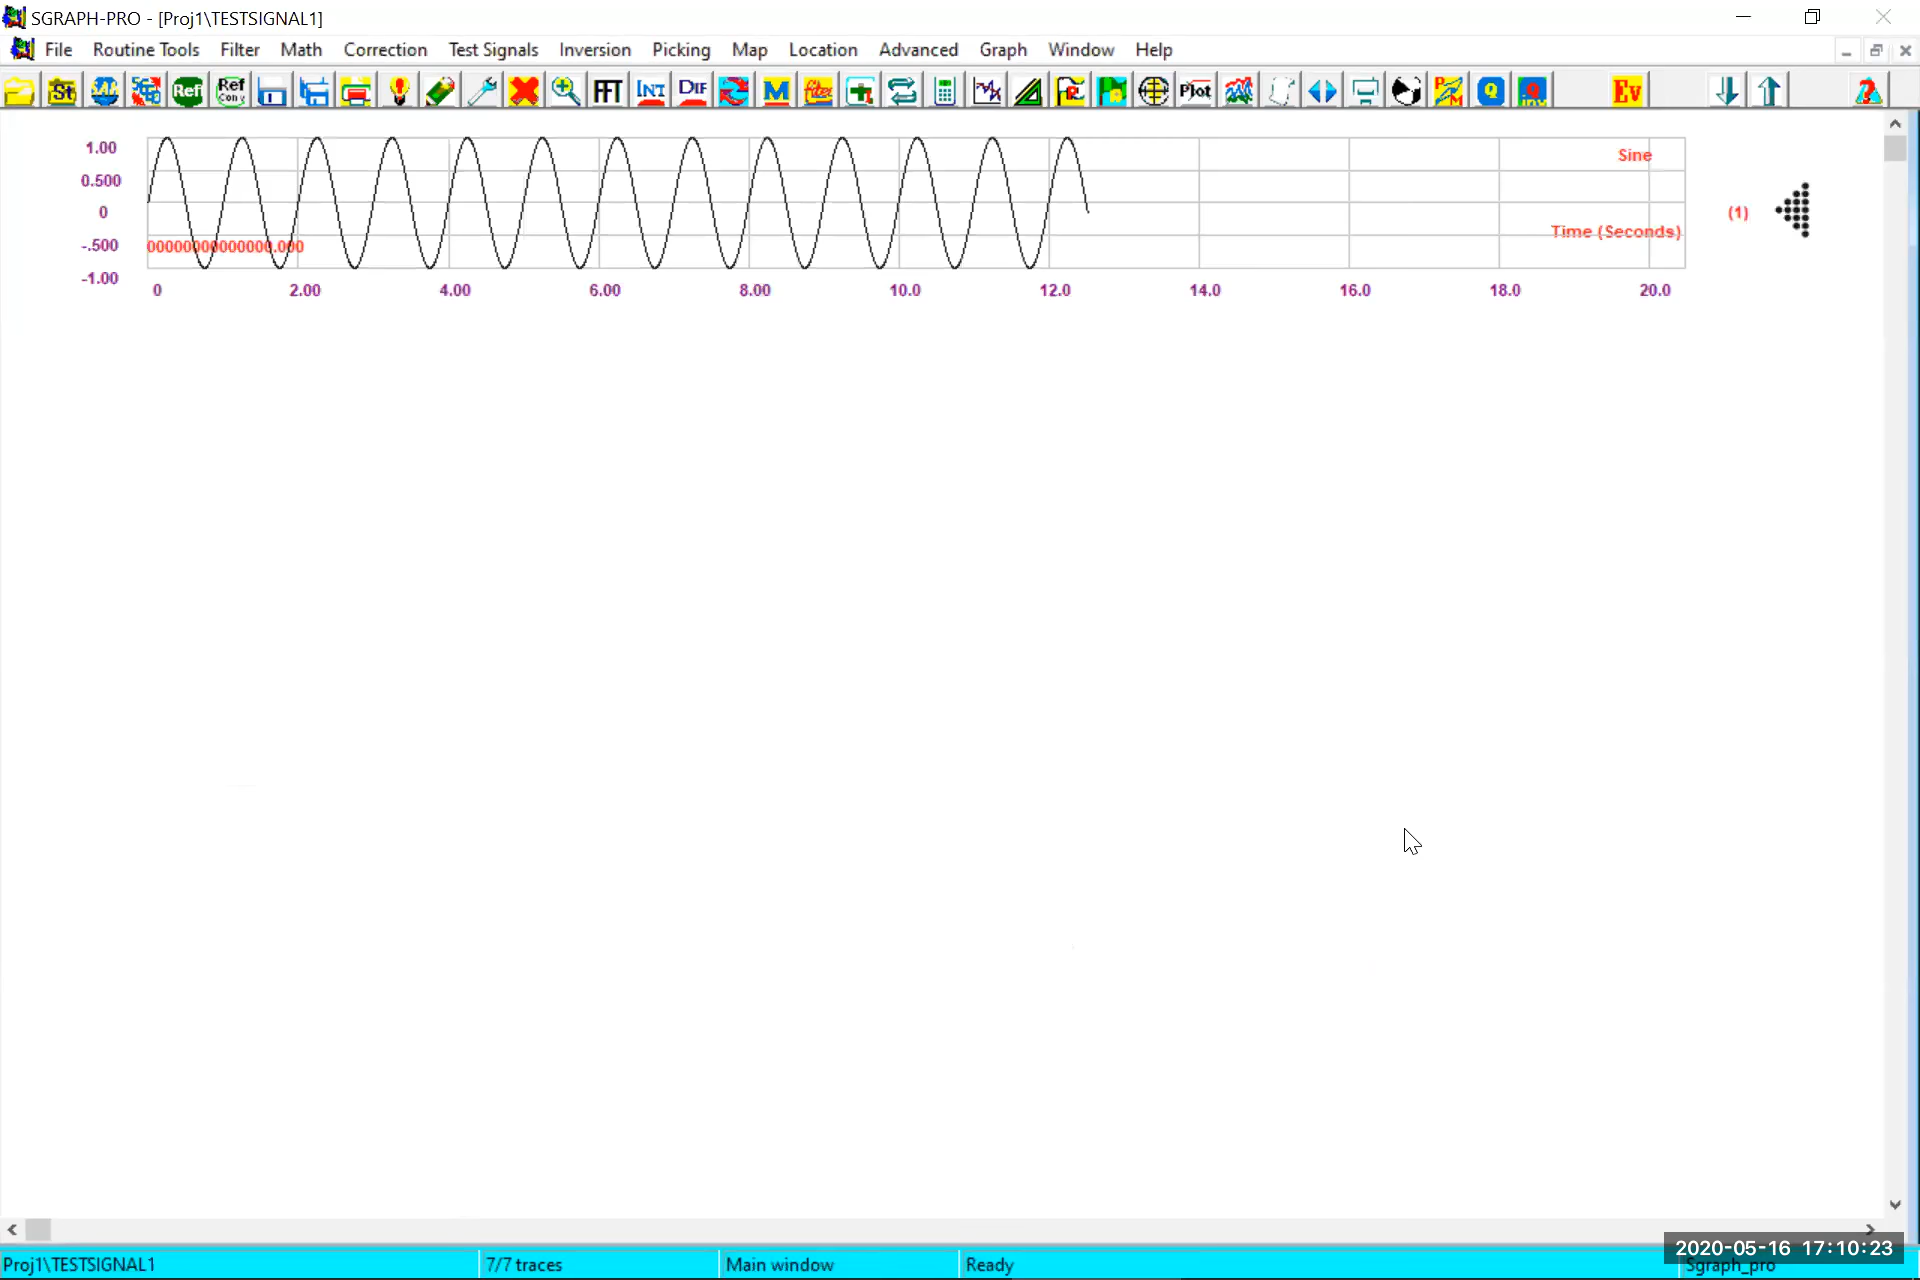 SGRAPH-PRO - [Proj1\TESTSIGNAL1]
File Routine Tools Filter Math Correction Test Signals Inversion Picking Map Location Advanced Graph Window Help
St Ref Ref Conv FFT INT DIF M filter Plot Q Ev
1.00
Sine
0.500
0
(1)
Time (Seconds)
-.500
00000000000000.000
-1.00
0 2.00 4.00 6.00 8.00 10.0 12.0 14.0 16.0 18.0 20.0
2020-05-16 17:10:23
Proj1\TESTSIGNAL1 7/7 traces Main window Ready Sgraph_pro